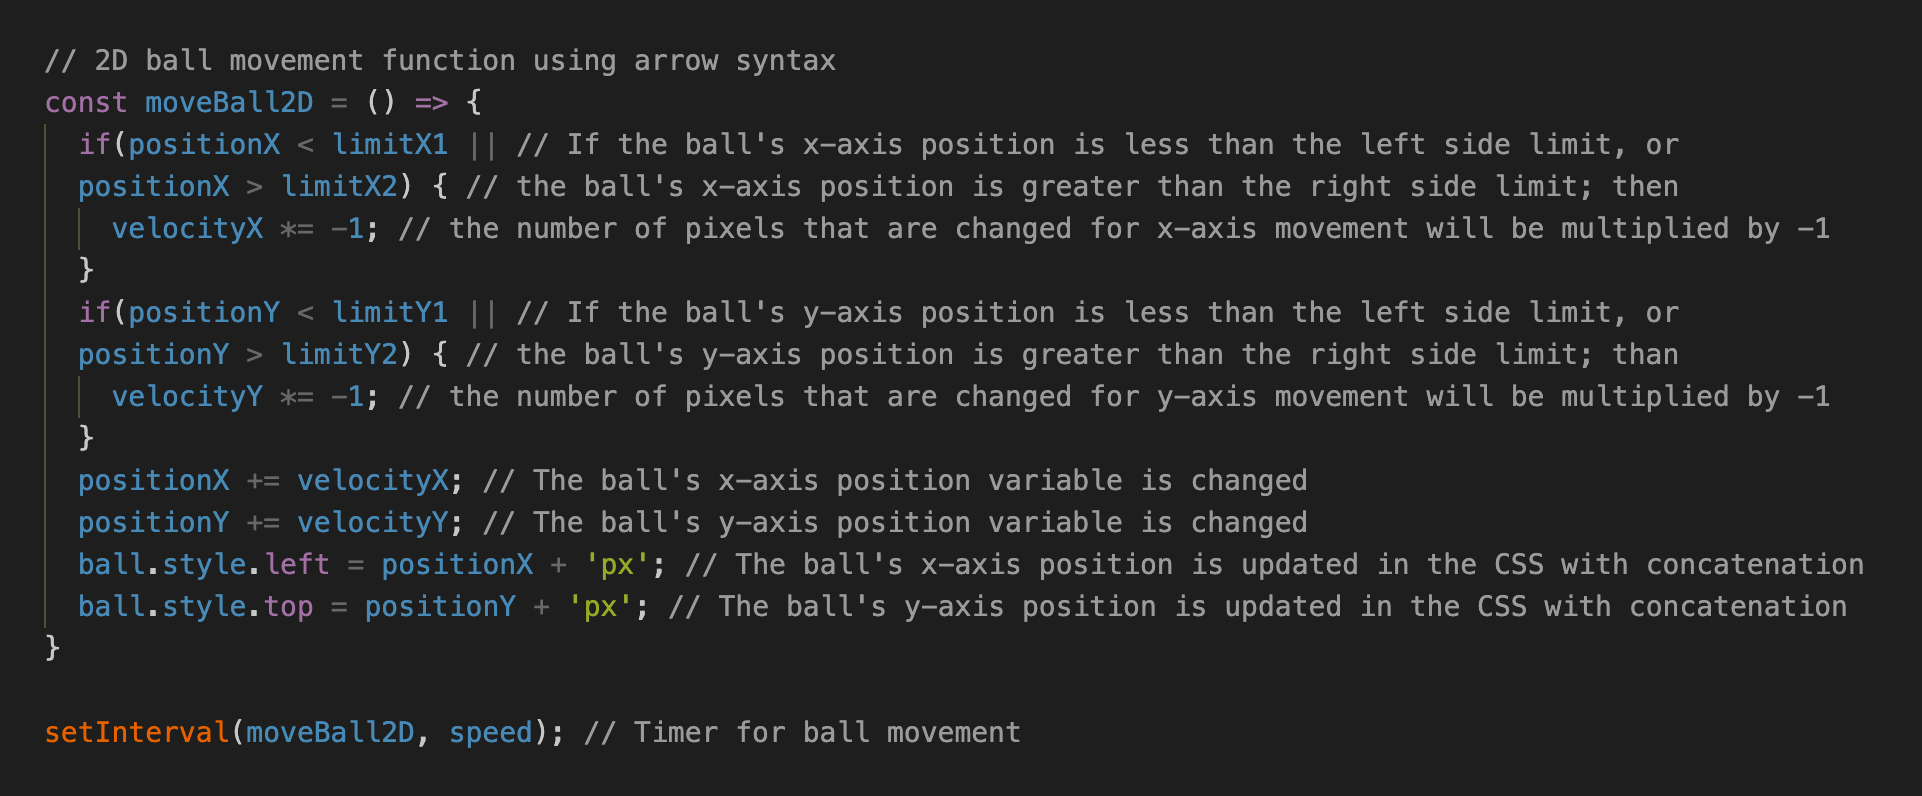 // 2D ball movement function using arrow syntax
const moveBall2D = () => {
  if(positionX < limitX1 || // If the ball's x-axis position is less than the left side limit, or
  positionX > limitX2) { // the ball's x-axis position is greater than the right side limit; then
    velocityX *= -1; // the number of pixels that are changed for x-axis movement will be multiplied by -1
  }
  if(positionY < limitY1 || // If the ball's y-axis position is less than the left side limit, or
  positionY > limitY2) { // the ball's y-axis position is greater than the right side limit; than
    velocityY *= -1; // the number of pixels that are changed for y-axis movement will be multiplied by -1
  }
  positionX += velocityX; // The ball's x-axis position variable is changed
  positionY += velocityY; // The ball's y-axis position variable is changed
  ball.style.left = positionX + 'px'; // The ball's x-axis position is updated in the CSS with concatenation
  ball.style.top = positionY + 'px'; // The ball's y-axis position is updated in the CSS with concatenation
}
setInterval(moveBall2D, speed); // Timer for ball movement